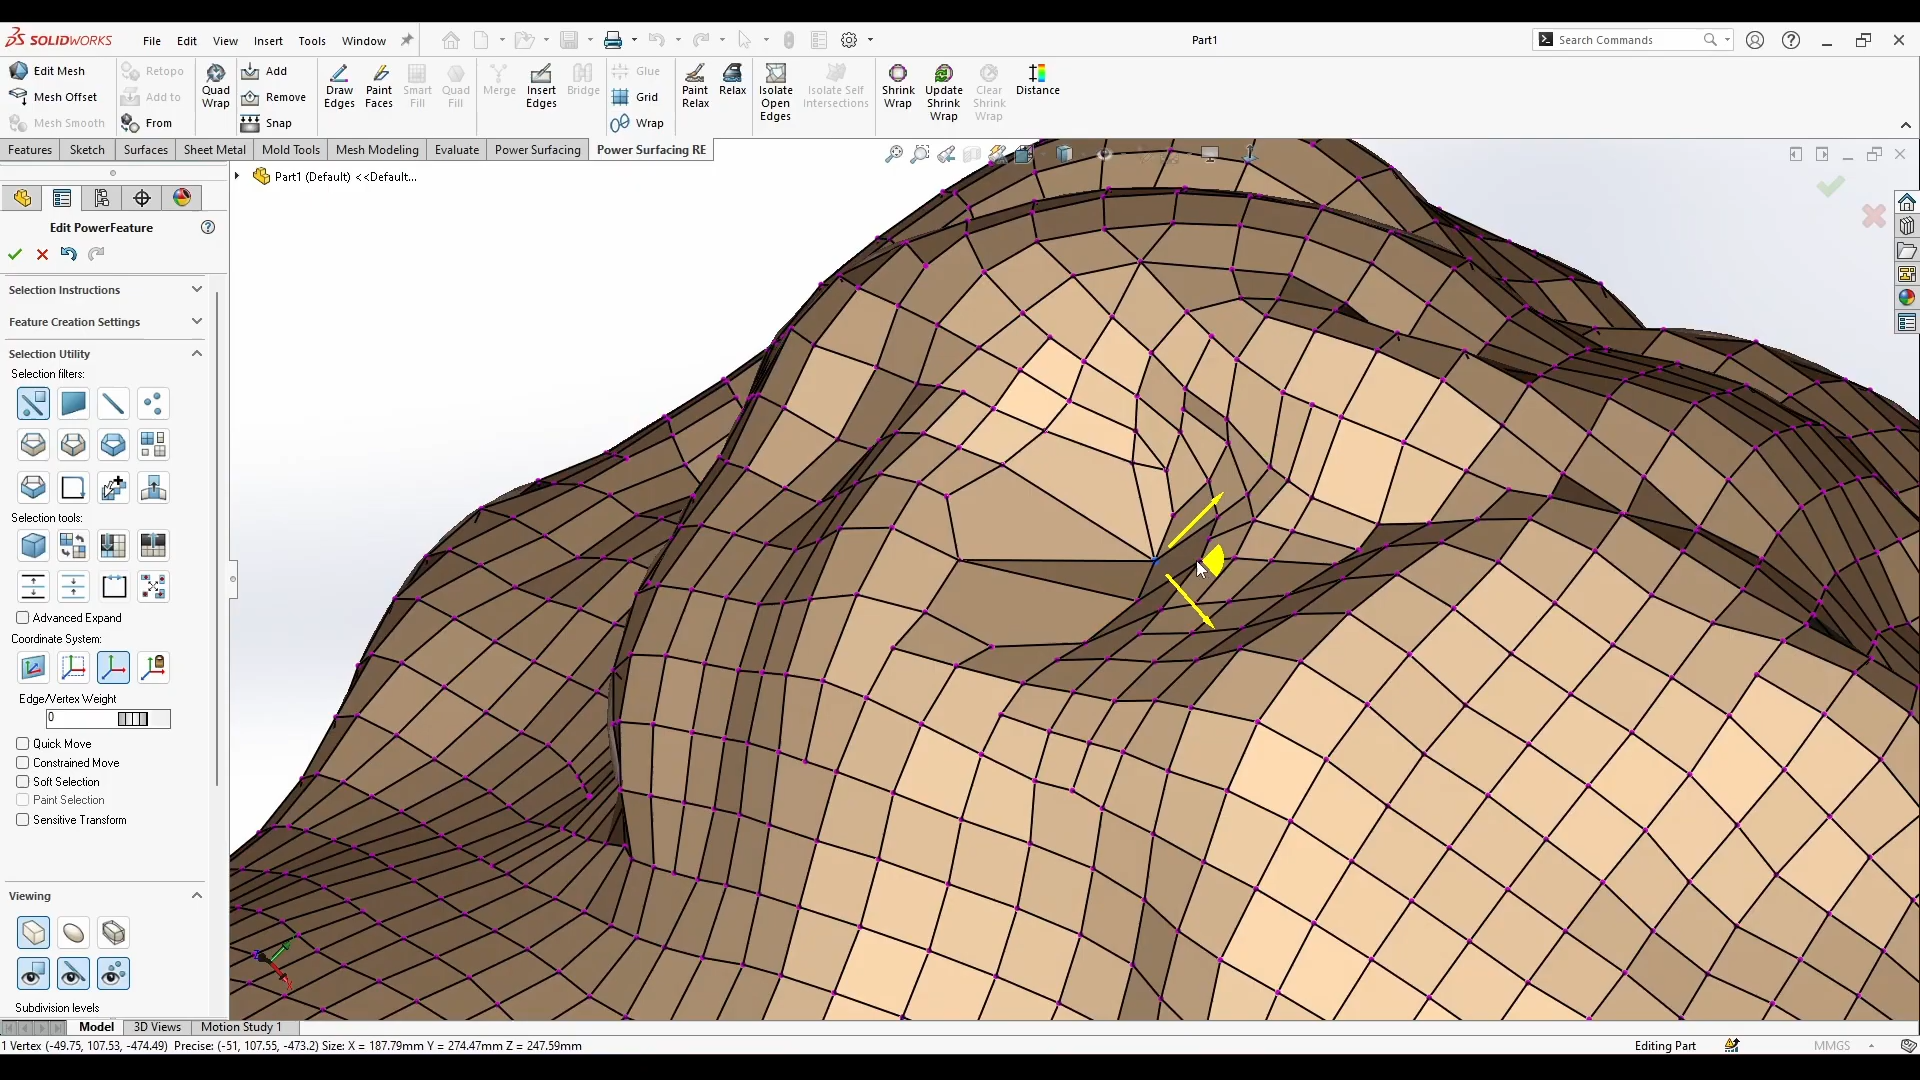 SOLIDWORKS File Edit View Insert Tools Window Part1 Search Commands
Edit Mesh
Mesh Offset
Mesh Smooth
Retopo
Add to
From
Quad Wrap
Add
Remove
Snap
Draw Edges
Paint Faces
Smart Fill
Quad Fill
Merge
Insert Edges
Bridge
Glue
Grid
Wrap
Paint Relax
Relax
Isolate Open Edges
Isolate Self Intersections
Shrink Wrap
Update Shrink Wrap
Clear Shrink Wrap
Distance
Features Sketch Surfaces Sheet Metal Mold Tools Mesh Modeling Evaluate Power Surfacing Power Surfacing RE
Part1 (Default) <<Default...
Edit PowerFeature
Selection Instructions
Feature Creation Settings
Selection Utility
Selection filters:
Selection tools:
Advanced Expand
Coordinate System:
Edge/Vertex Weight
0
Quick Move
Constrained Move
Soft Selection
Paint Selection
Sensitive Transform
Viewing
Subdivision levels
Model 3D Views Motion Study 1
1 Vertex (-49.75, 107.53, -474.49) Precise: (-51, 107.55, -473.2) Size: X = 187.79mm Y = 274.47mm Z = 247.59mm Editing Part MMGS